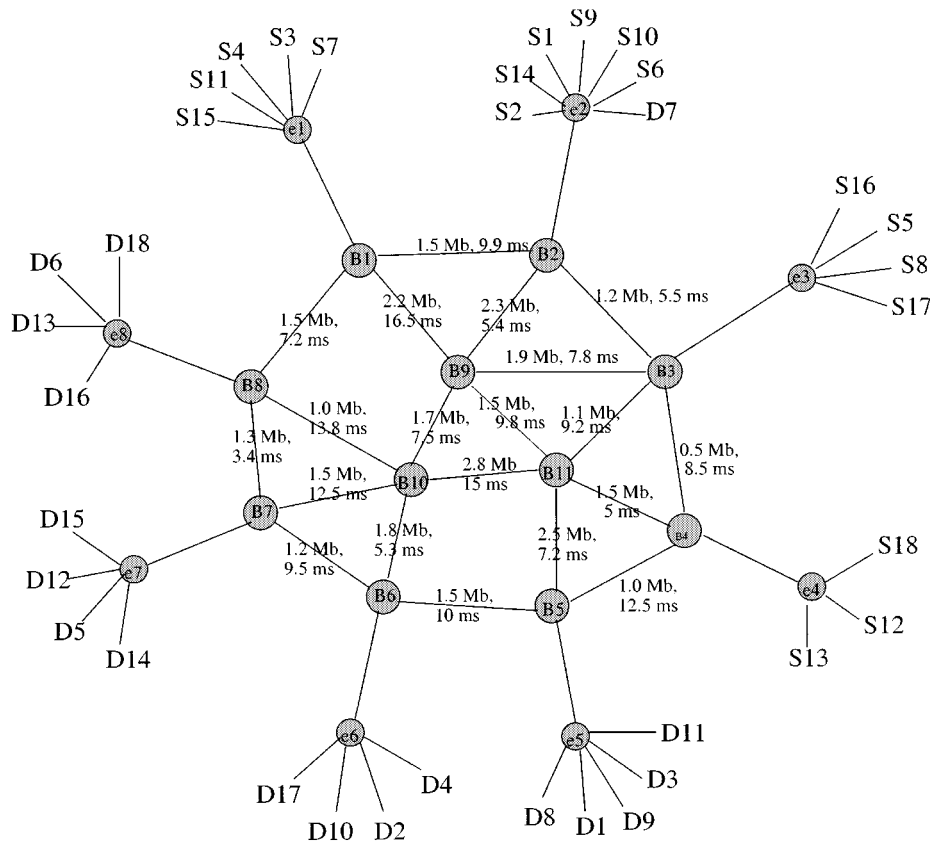 S9
S3
S1
S7
S10
S4
S14
S6
S11
S2
e2
D7
S15
e1
S16
S5
D18
1.5 Mb, 9.9 ms
B2
B1
D6
S8
e3
2.2 Mb,
16.5 ms
2.3 Mb,
5.4 ms
1.2 Mb, 5.5 ms
S17
D13
1.5 Mb,
7.2 ms
e8
1.9 Mb, 7.8 ms
B9
B3
D16
B8
1.0 Mb,
13.8 ms
1.7 Mb,
7.5 ms
1.5 Mb,
9.8 ms
1.1 Mb,
9.2 ms
1.3 Mb,
3.4 ms
0.5 Mb,
8.5 ms
2.8 Mb
15 ms
B11
B10
1.5 Mb,
12.5 ms
1.5 Mb,
5 ms
B7
D15
1.8 Mb,
5.3 ms
2.5 Mb,
7.2 ms
B4
S18
1.2 Mb,
9.5 ms
D12
e7
1.0 Mb,
12.5 ms
e4
B6
1.5 Mb,
10 ms
B5
S12
D5
D14
S13
e6
e5
D11
D17
D4
D3
D10
D2
D8
D1
D9